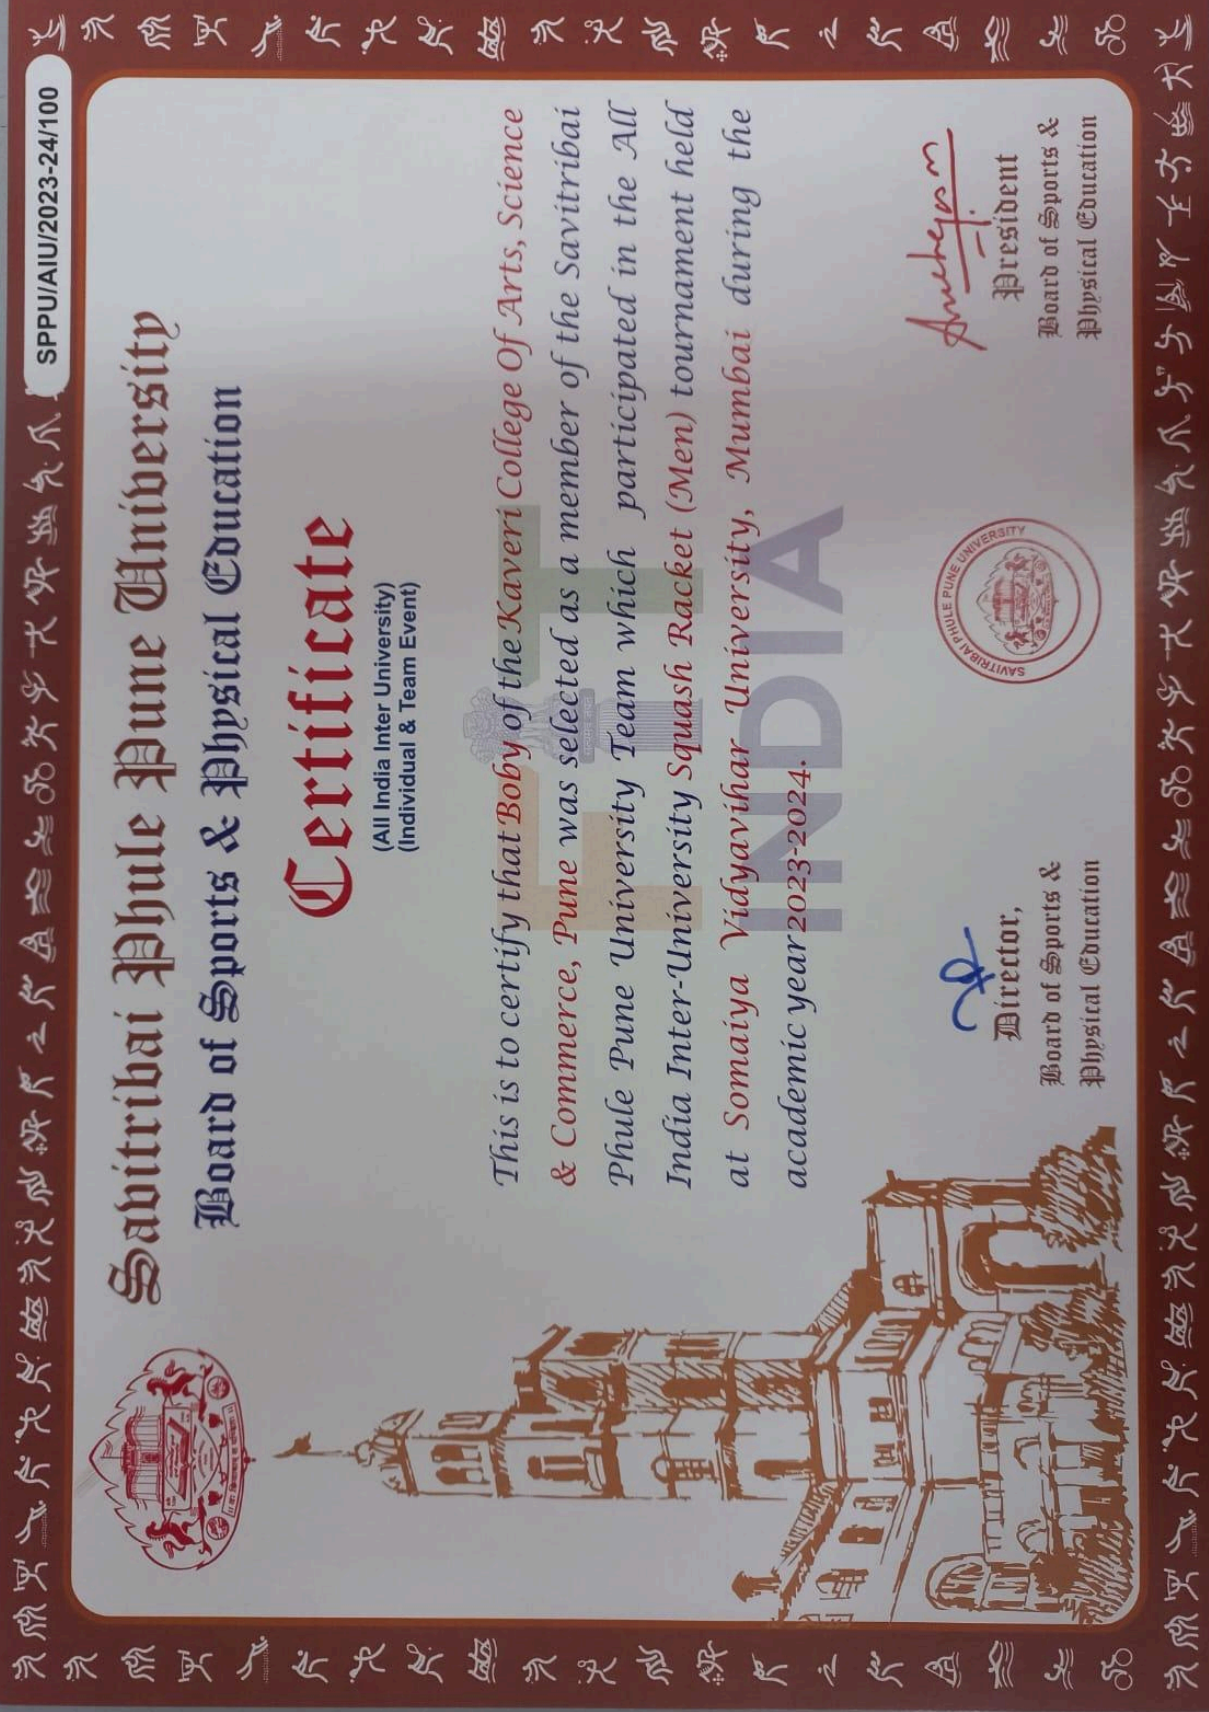 SPPU/AIU/2023-24/100
Savitribai Phule Pune University
Board of Sports & Physical Education
Certificate
(All India Inter University)
(Individual & Team Event)
This is to certify that Boby of the Kaveri College Of Arts, Science
& Commerce, Pune was selected as a member of the Savitribai
Phule Pune University Team which participated in the All
India Inter-University Squash Racket (Men) tournament held
at Somaiya Vidyavihar University, Mumbai during the
academic year 2023-2024.
INDIA
Director,
Board of Sports &
Physical Education
SAVITRIBAI PHULE PUNE UNIVERSITY
President
Board of Sports &
Physical Education